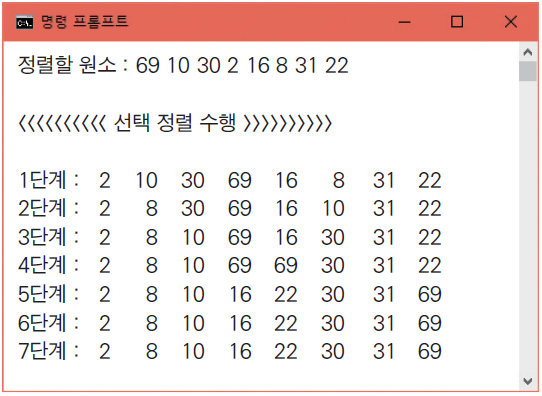 명령 프롬프트
정렬할 원소 : 69 10 30 2 16 8 31 22
<<<<<<<<<< 선택 정렬 수행 >>>>>>>>>>
1단계 : 2 10 30 69 16 8 31 22
2단계 : 2 8 30 69 16 10 31 22
3단계 : 2 8 10 69 16 30 31 22
4단계 : 2 8 10 69 69 30 31 22
5단계 : 2 8 10 16 22 30 31 69
6단계 : 2 8 10 16 22 30 31 69
7단계 : 2 8 10 16 22 30 31 69